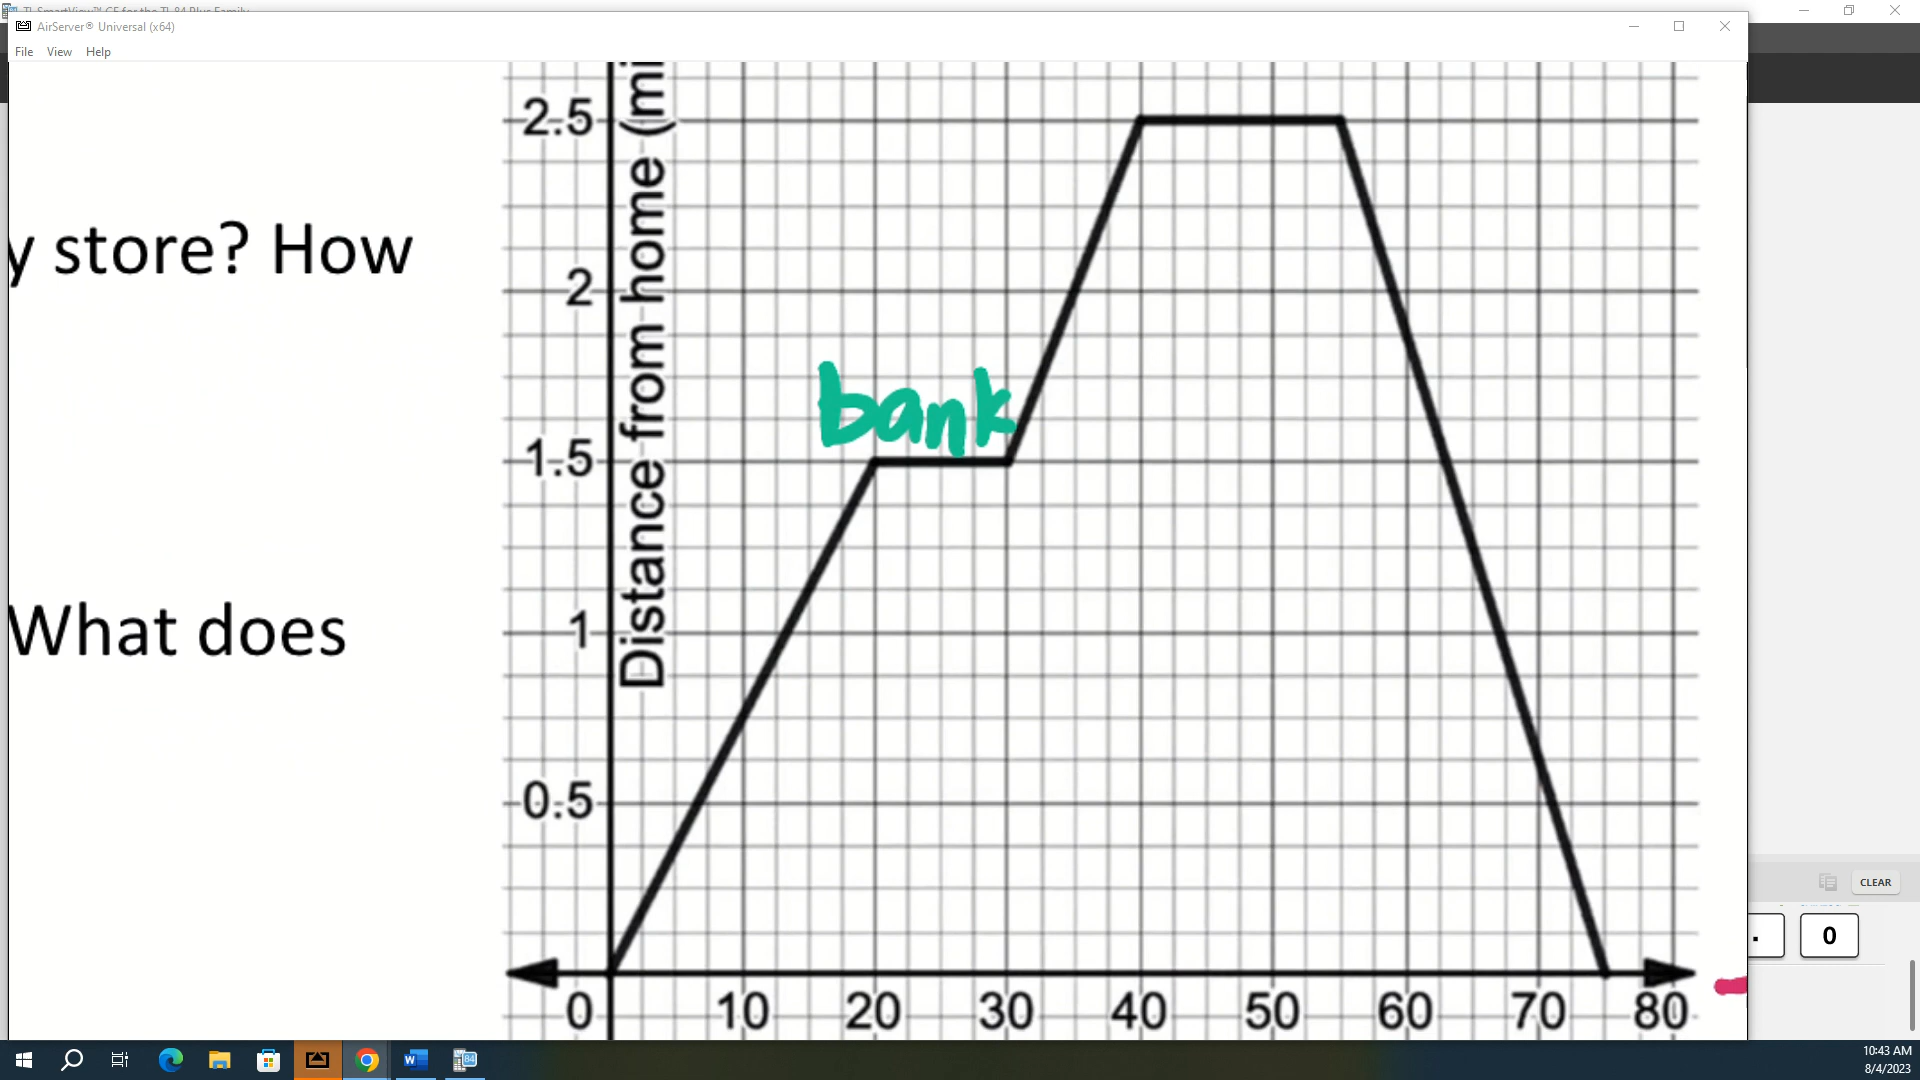 AirServer® Universal (x64)
File View Help
2.5
Distance from home (mi
y store? How
2
bank
1.5
What does
1
0.5
CLEAR
. 0
0 10 20 30 40 50 60 70 80
84
10:43 AM
8/4/2023